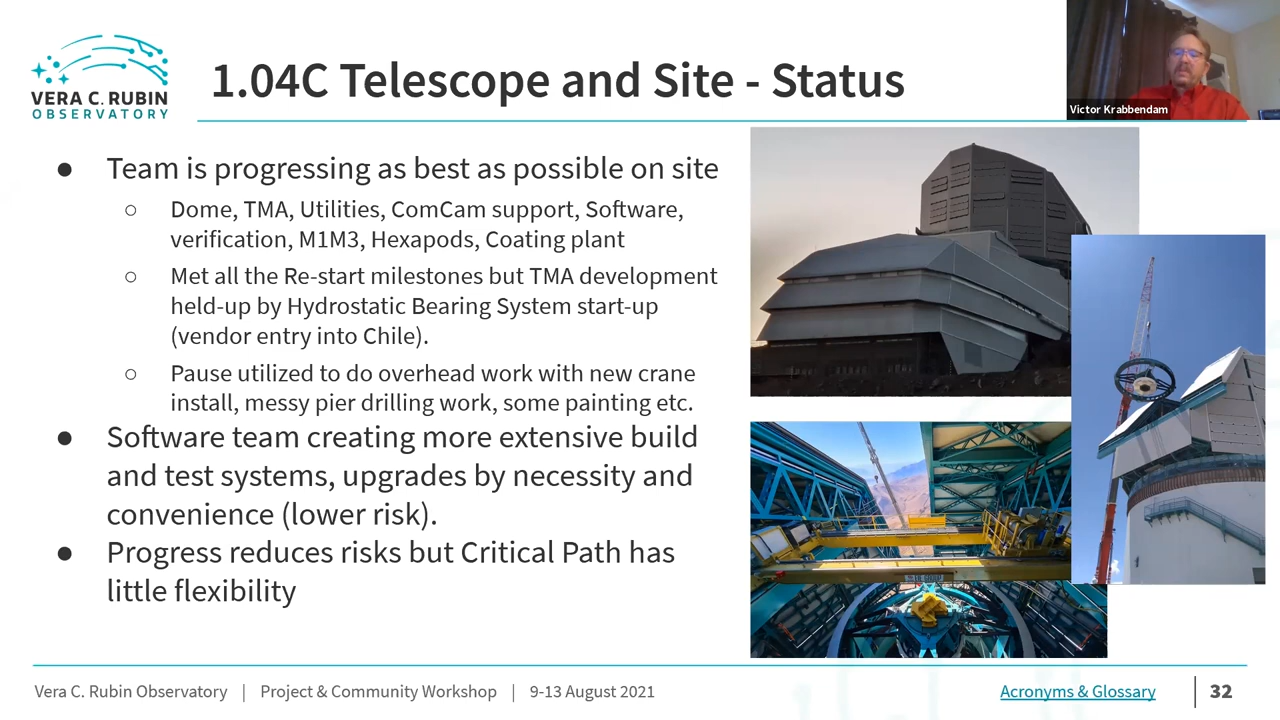 VERA C. RUBIN
OBSERVATORY
1.04C Telescope and Site - Status
Victor Krabbendam
● Team is progressing as best as possible on site
○ Dome, TMA, Utilities, ComCam support, Software,
verification, M1M3, Hexapods, Coating plant
○ Met all the Re-start milestones but TMA development
held-up by Hydrostatic Bearing System start-up
(vendor entry into Chile).
○ Pause utilized to do overhead work with new crane
install, messy pier drilling work, some painting etc.
● Software team creating more extensive build
and test systems, upgrades by necessity and
convenience (lower risk).
● Progress reduces risks but Critical Path has
little flexibility
Vera C. Rubin Observatory | Project & Community Workshop | 9-13 August 2021
Acronyms & Glossary
32